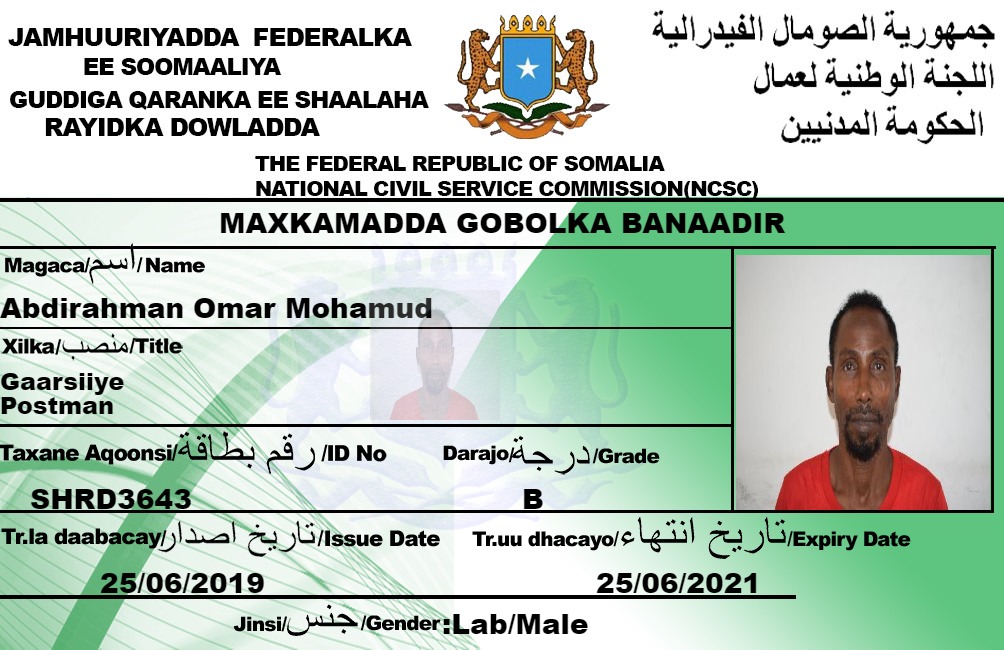 JAMHUURIYADDA FEDERALKA
EE SOOMAALIYA
GUDDIGA QARANKA EE SHAALAHA
RAYIDKA DOWLADDA
جمهورية الصومال الفيدرالية
اللجنة الوطنية لعمال
الحكومة المدنيين
THE FEDERAL REPUBLIC OF SOMALIA
NATIONAL CIVIL SERVICE COMMISSION(NCSC)
MAXKAMADDA GOBOLKA BANAADIR
Magaca/اسم/Name
Abdirahman Omar Mohamud
Xilka/منصب/Title
Gaarsiiye
Postman
Taxane Aqoonsi/رقم بطاقة/ID No
Darajo/درجة/Grade
SHRD3643
B
Tr.la daabacay/تاريخ اصدار/Issue Date
Tr.uu dhacayo/تاريخ انتهاء/Expiry Date
25/06/2019
25/06/2021
Jinsi/جنس/Gender:Lab/Male